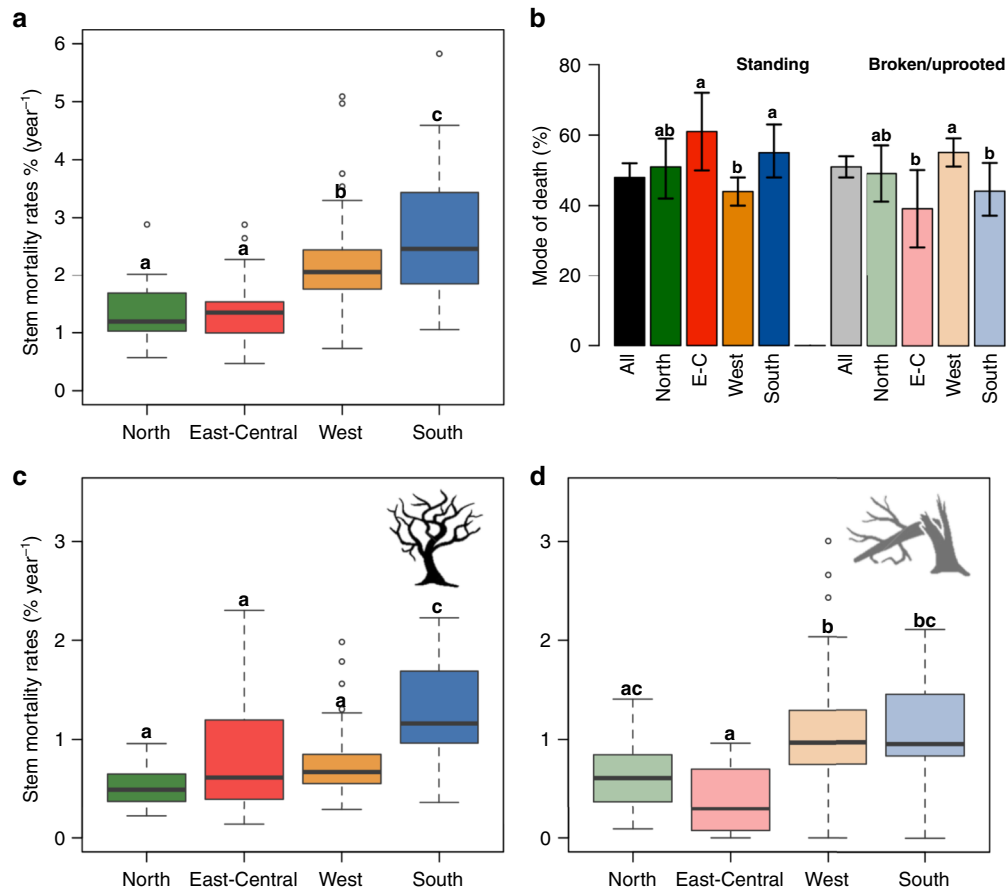 a
Stem mortality rates % (year⁻¹)
6
5
4
3
2
1
0
a
a
b
c
North East-Central West South
b
Mode of death (%)
80
60
40
20
0
Standing Broken/uprooted
ab
a
b
a
ab
b
a
b
All North E-C West South All North E-C West South
c
Stem mortality rates (% year⁻¹)
3
2
1
0
a
a
a
c
North East-Central West South
d
3
2
1
0
ac
a
b
bc
North East-Central West South